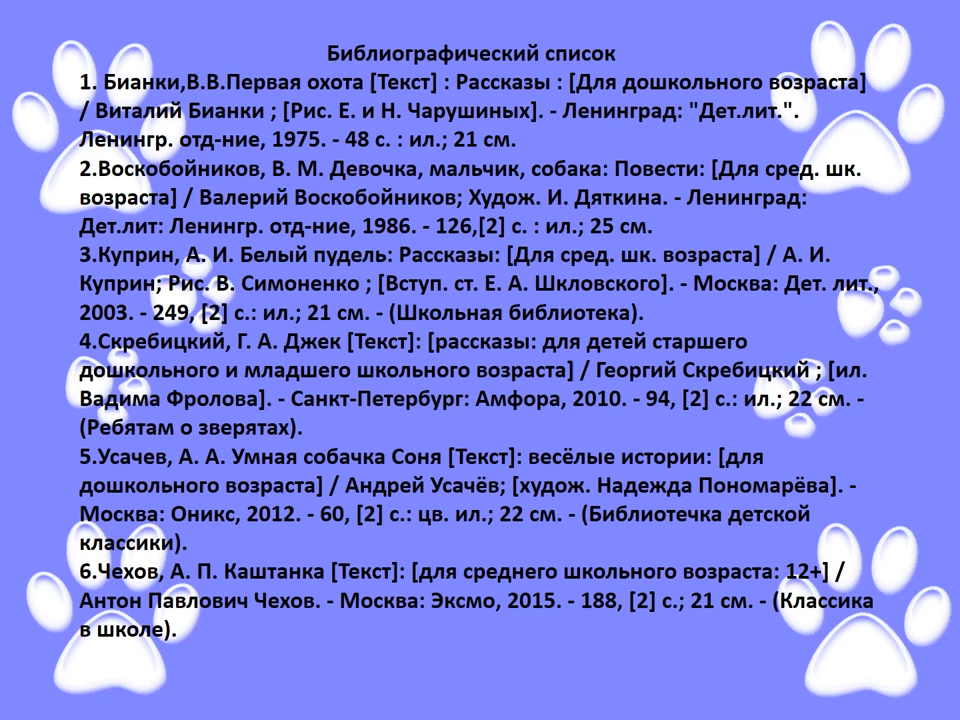 Библиографический список
1. Бианки,В.В.Первая охота [Текст] : Рассказы : [Для дошкольного возраста]
/ Виталий Бианки ; [Рис. Е. и Н. Чарушиных]. - Ленинград: "Дет.лит.".
Ленингр. отд-ние, 1975. - 48 с. : ил.; 21 см.
2.Воскобойников, В. М. Девочка, мальчик, собака: Повести: [Для сред. шк.
возраста] / Валерий Воскобойников; Худож. И. Дяткина. - Ленинград:
Дет.лит: Ленингр. отд-ние, 1986. - 126,[2] с. : ил.; 25 см.
3.Куприн, А. И. Белый пудель: Рассказы: [Для сред. шк. возраста] / А. И.
Куприн; Рис. В. Симоненко ; [Вступ. ст. Е. А. Шкловского]. - Москва: Дет. лит.,
2003. - 249, [2] с.: ил.; 21 см. - (Школьная библиотека).
4.Скребицкий, Г. А. Джек [Текст]: [рассказы: для детей старшего
дошкольного и младшего школьного возраста] / Георгий Скребицкий ; [ил.
Вадима Фролова]. - Санкт-Петербург: Амфора, 2010. - 94, [2] с.: ил.; 22 см. -
(Ребятам о зверятах).
5.Усачев, А. А. Умная собачка Соня [Текст]: весёлые истории: [для
дошкольного возраста] / Андрей Усачёв; [худож. Надежда Пономарёва]. -
Москва: Оникс, 2012. - 60, [2] с.: цв. ил.; 22 см. - (Библиотечка детской
классики).
6.Чехов, А. П. Каштанка [Текст]: [для среднего школьного возраста: 12+] /
Антон Павлович Чехов. - Москва: Эксмо, 2015. - 188, [2] с.; 21 см. - (Классика
в школе).